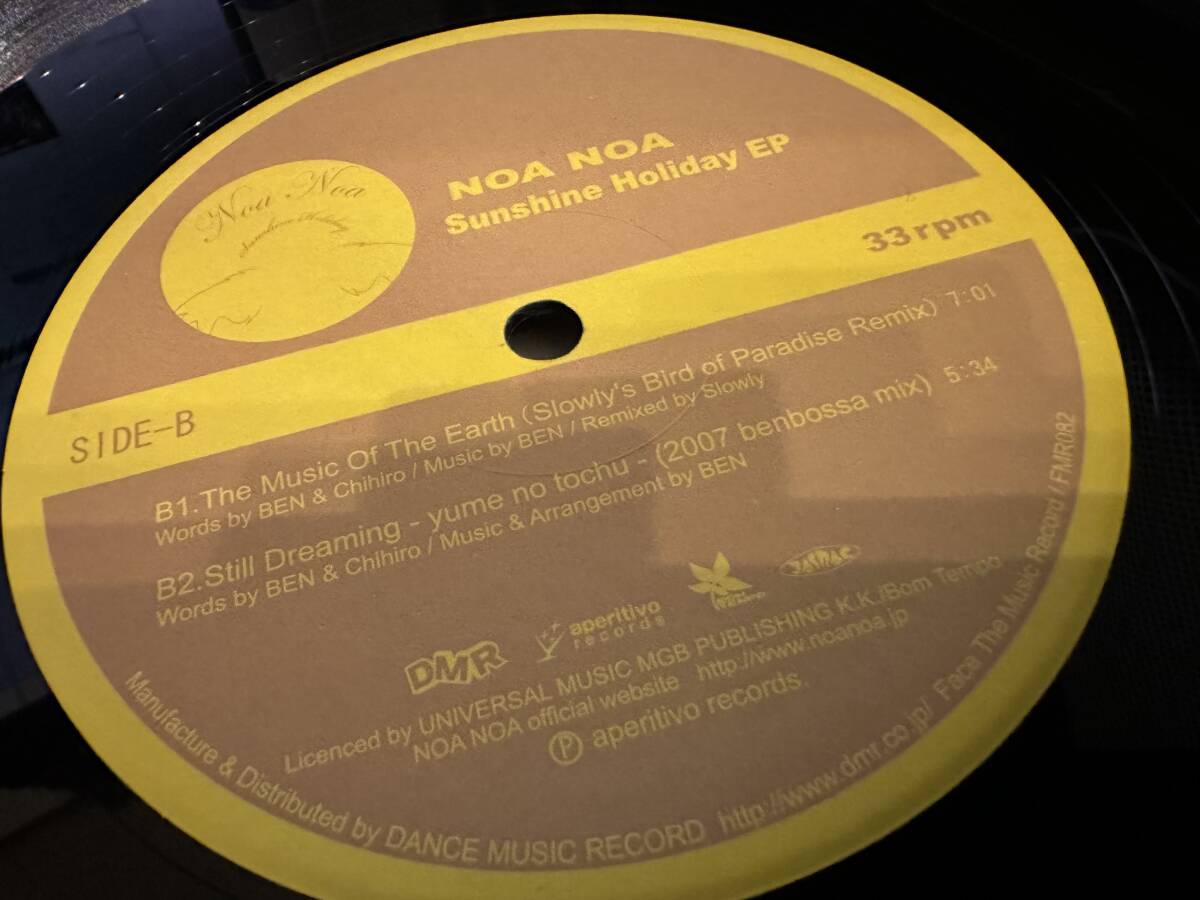 Noa Noa
Sunshine Holiday
NOA NOA
Sunshine Holiday EP
33rpm
SIDE-B
B1.The Music Of The Earth (Slowly's Bird of Paradise Remix) 7:01
Words by BEN & Chihiro / Music by BEN / Remixed by Slowly
B2.Still Dreaming - yume no tochu - (2007 benbossa mix) 5:34
Words by BEN & Chihiro / Music & Arrangement by BEN
DMR
aperitivo
records
JASRAC
Licenced by UNIVERSAL MUSIC MGB PUBLISHING K.K./Bom Tempo
NOA NOA official website http://www.noanoa.jp
Ⓟ aperitivo records.
Manufacture & Distributed by DANCE MUSIC RECORD http://www.dmr.co.jp/ Face The Music Record / FMR082